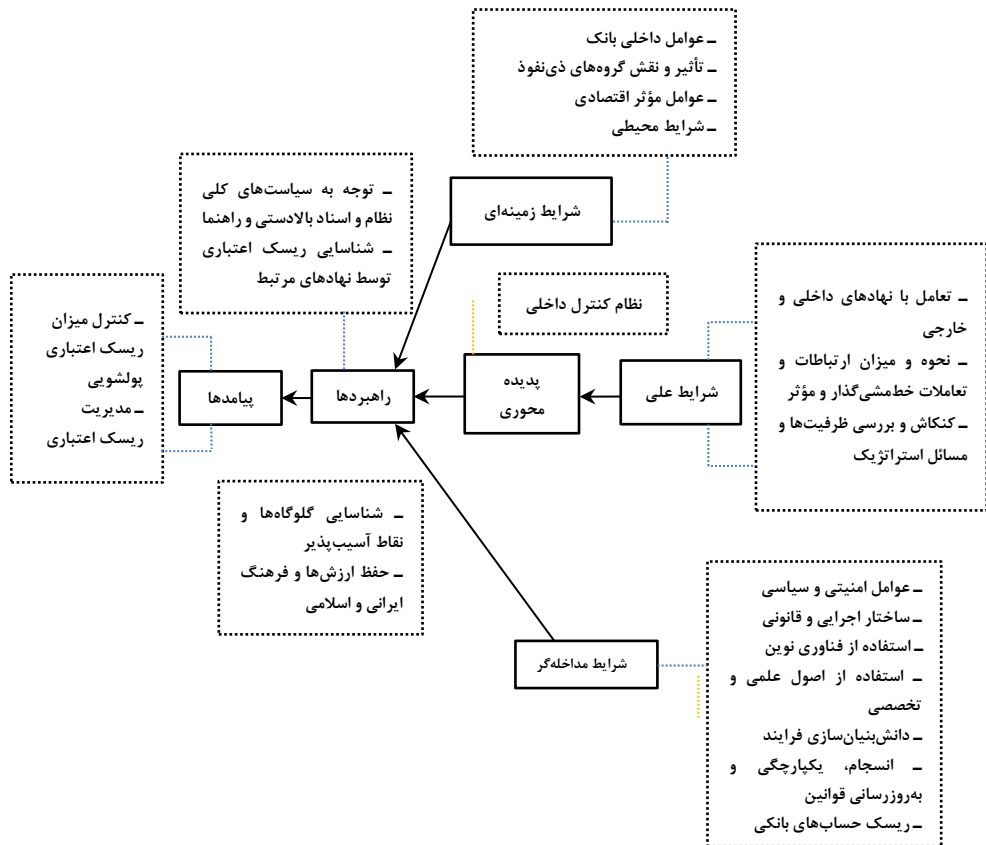 ـ عوامل داخلی بانک
ـ تأثیر و نقش گروه‌های ذی‌نفوذ
ـ عوامل مؤثر اقتصادی
ـ شرایط محیطی
شرایط زمینه‌ای
ـ توجه به سیاست‌های کلی
نظام و اسناد بالادستی و راهنما
ـ شناسایی ریسک اعتباری
توسط نهادهای مرتبط
نظام کنترل داخلی
ـ تعامل با نهادهای داخلی و
خارجی
ـ نحوه و میزان ارتباطات و
تعاملات خط‌مشی‌گذار و مؤثر
ـ کنکاش و بررسی ظرفیت‌ها و
مسائل استراتژیک
شرایط علی
پدیده
محوری
راهبردها
پیامدها
ـ کنترل میزان
ریسک اعتباری
پولشویی
ـ مدیریت
ریسک اعتباری
ـ شناسایی گلوگاه‌ها و
نقاط آسیب‌پذیر
ـ حفظ ارزش‌ها و فرهنگ
ایرانی و اسلامی
شرایط مداخله‌گر
ـ عوامل امنیتی و سیاسی
ـ ساختار اجرایی و قانونی
ـ استفاده از فناوری نوین
ـ استفاده از اصول علمی و
تخصصی
ـ دانش‌بنیان‌سازی فرایند
ـ انسجام، یکپارچگی و
به‌روزرسانی قوانین
ـ ریسک حساب‌های بانکی